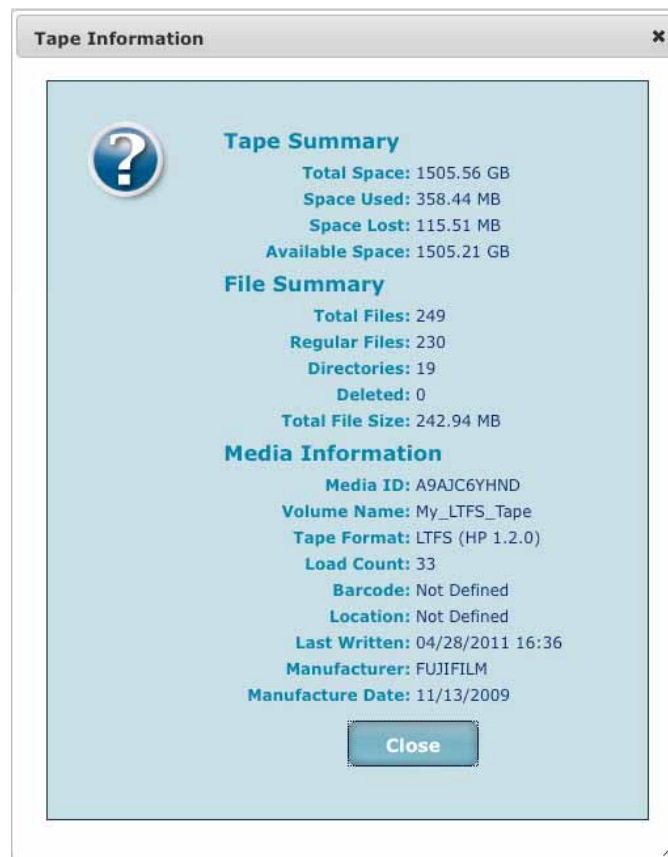 Tape Information
Tape Summary
Total Space: 1505.56 GB
Space Used: 358.44 MB
Space Lost: 115.51 MB
Available Space: 1505.21 GB
File Summary
Total Files: 249
Regular Files: 230
Directories: 19
Deleted: 0
Total File Size: 242.94 MB
Media Information
Media ID: A9AJC6YHND
Volume Name: My_LTFS_Tape
Tape Format: LTFS (HP 1.2.0)
Load Count: 33
Barcode: Not Defined
Location: Not Defined
Last Written: 04/28/2011 16:36
Manufacturer: FUJIFILM
Manufacture Date: 11/13/2009
Close